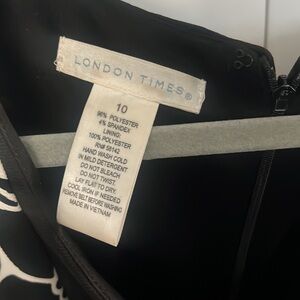 LONDON TIMES®
10
96% POLYESTER
4% SPANDEX
LINING:
100% POLYESTER
RN# 58142
HAND WASH COLD
IN MILD DETERGENT
DO NOT BLEACH
DO NOT TWIST.
LAY FLAT TO DRY.
COOL IRON IF NEEDED
REMOVE BELT BEFORE WASHING
MADE IN VIETNAM